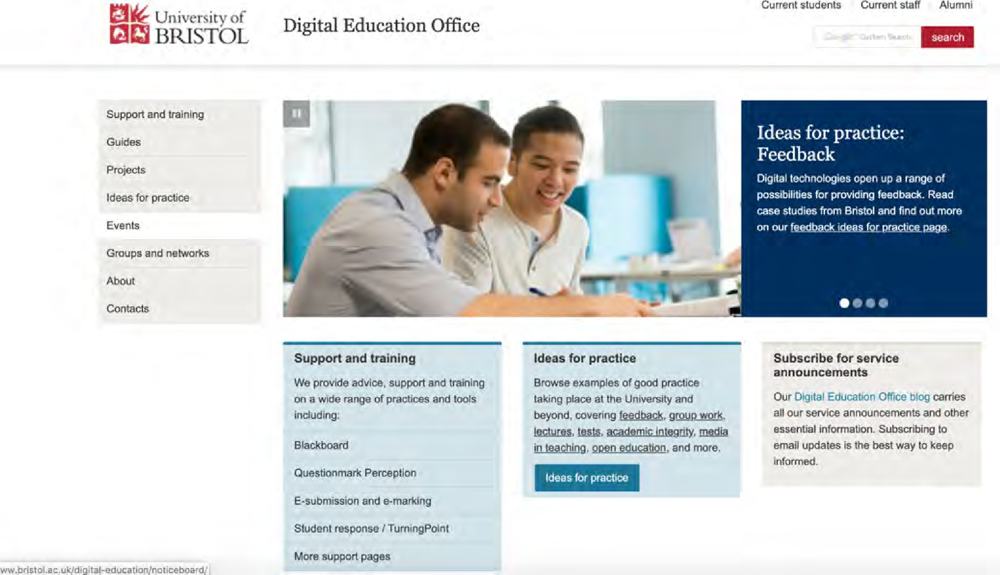 University of
BRISTOL
Digital Education Office
Current students
Current staff
Alumni
Custom Search
search
Support and training
Guides
Projects
Ideas for practice
Events
Groups and networks
About
Contacts
Ideas for practice:
Feedback
Digital technologies open up a range of
possibilities for providing feedback. Read
case studies from Bristol and find out more
on our feedback ideas for practice page.
Support and training
We provide advice, support and training
on a wide range of practices and tools
including:
Blackboard
Questionmark Perception
E-submission and e-marking
Student response / TurningPoint
More support pages
Ideas for practice
Browse examples of good practice
taking place at the University and
beyond, covering feedback, group work,
lectures, tests, academic integrity, media
in teaching, open education, and more.
Ideas for practice
Subscribe for service
announcements
Our Digital Education Office blog carries
all our service announcements and other
essential information. Subscribing to
email updates is the best way to keep
informed.
ww.bristol.ac.uk/digital-education/noticeboard/